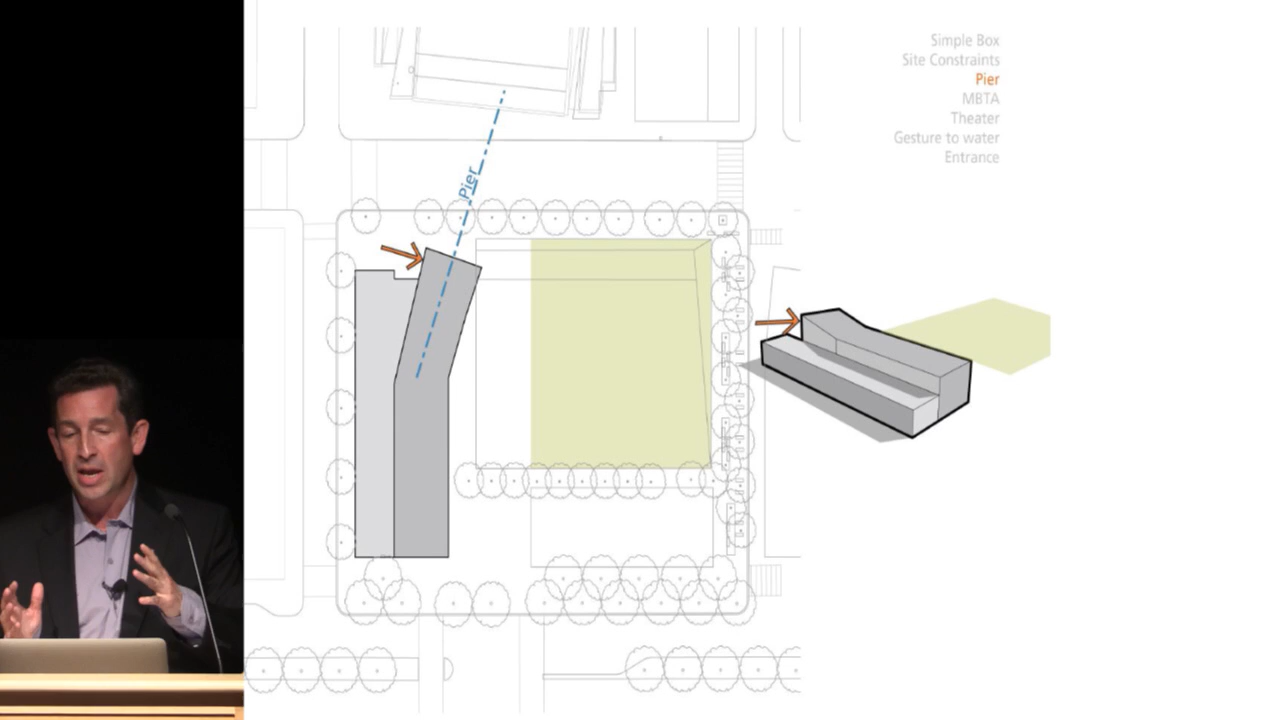 Simple Box
Site Constraints
Pier
MBTA
Theater
Gesture to water
Entrance
Pier